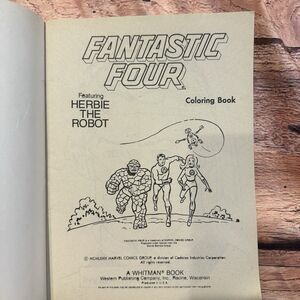 FANTASTIC
FOUR
Featuring
HERBIE
THE
ROBOT
Coloring Book
MARVEL COMICS GROUP, a division of Cadence Industries Corporation.
All rights reserved.
A WHITMAN® BOOK
Western Publishing Company, Inc., Racine, Wisconsin
Produced in U.S.A.